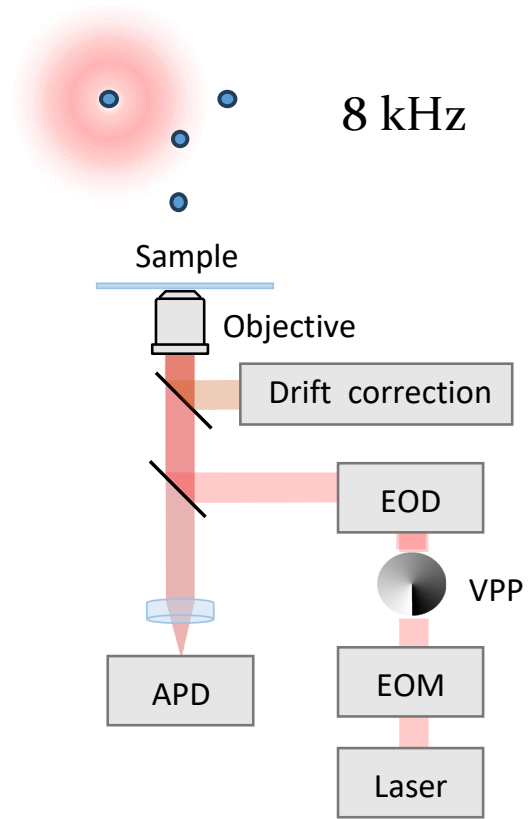 8 kHz
Sample
Objective
Drift correction
EOD
VPP
EOM
APD
Laser